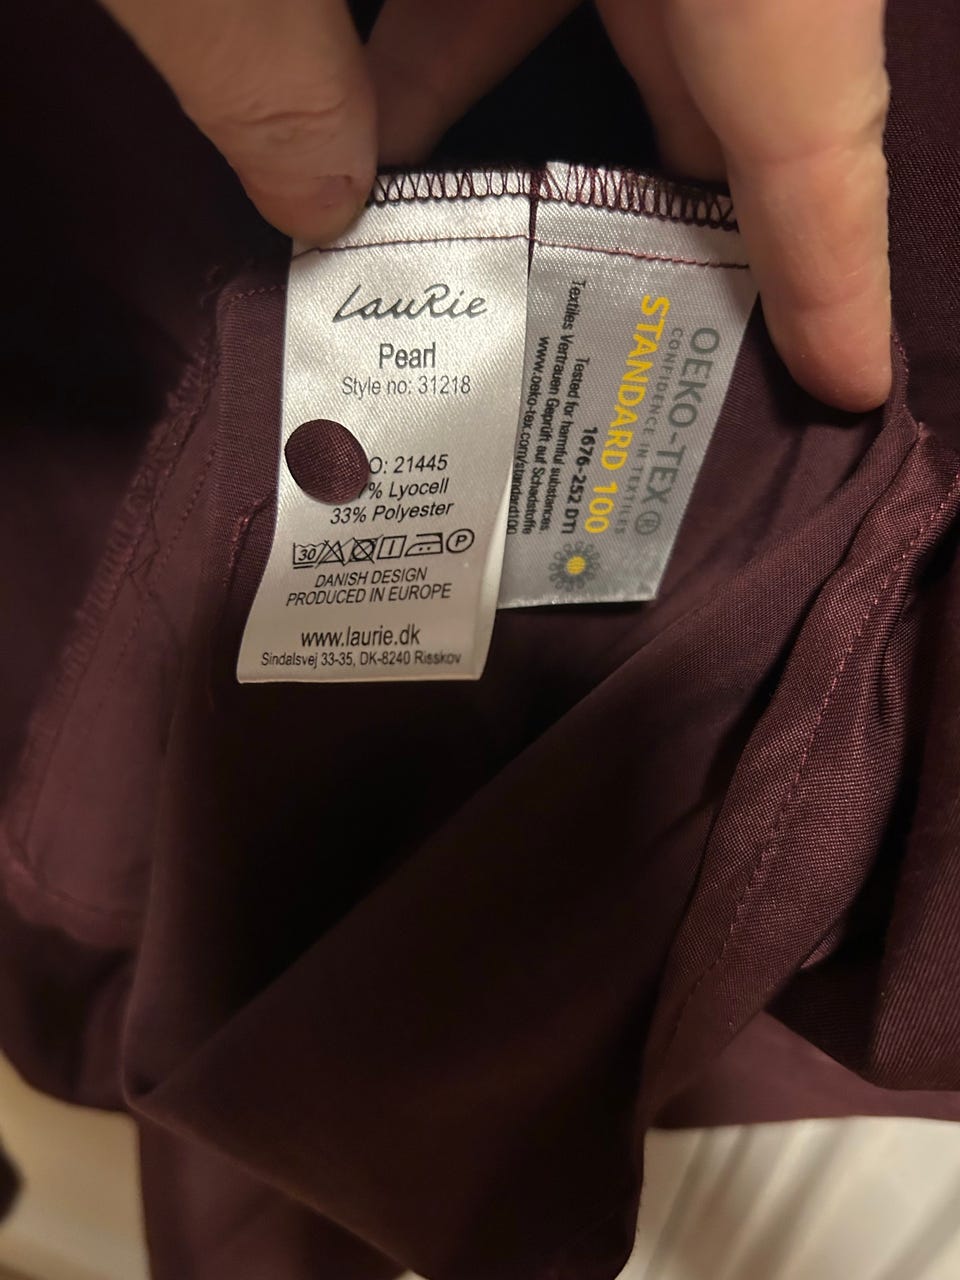 LauRie
Pearl
Style no: 31218
O: 21445
7% Lyocell
33% Polyester
30
P
DANISH DESIGN
PRODUCED IN EUROPE
www.laurie.dk
Sindalsvej 33-35, DK-8240 Risskov
OEKO-TEX®
CONFIDENCE IN TEXTILES
STANDARD 100
1676-252 DTI
Tested for harmful substances.
Textiles Vertrauen Geprüft auf Schadstoffe
www.oeko-tex.com/standard100